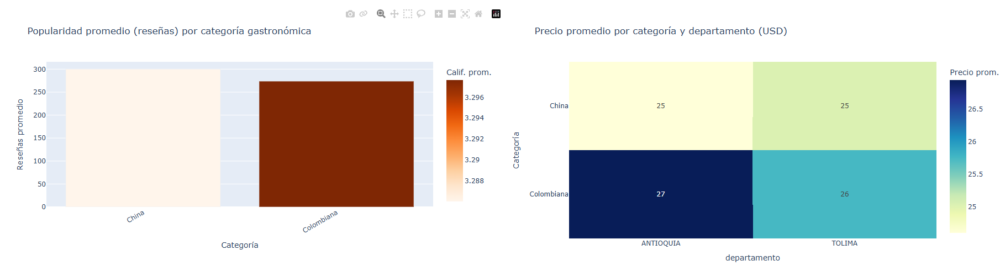 Popularidad promedio (reseñas) por categoría gastronómica
Calif. prom.
300
250
200
150
100
50
0
Reseñas promedio
3.296
3.294
3.292
3.29
3.288
China
Colombiana
Categoría
Precio promedio por categoría y departamento (USD)
Precio prom.
China
25
25
Colombiana
27
26
Categoría
26.5
26
25.5
25
ANTIOQUIA
TOLIMA
departamento